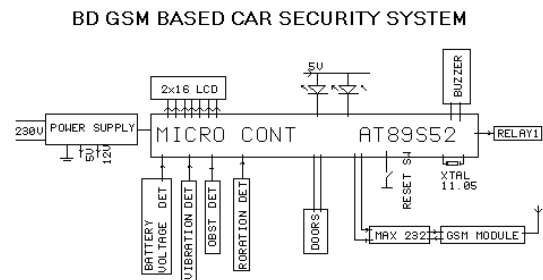 BD GSM BASED CAR SECURITY SYSTEM
5V
BUZZER
2x16 LCD
230V
POWER SUPPLY
MICRO CONT
AT89S52
RELAY1
5V
12V
RESET SW
XTAL
11.05
BATTERY
VOLTAGE DET
VIBRATION DET
OBST DET
RORATION DET
DOORS
MAX 232
GSM MODULE